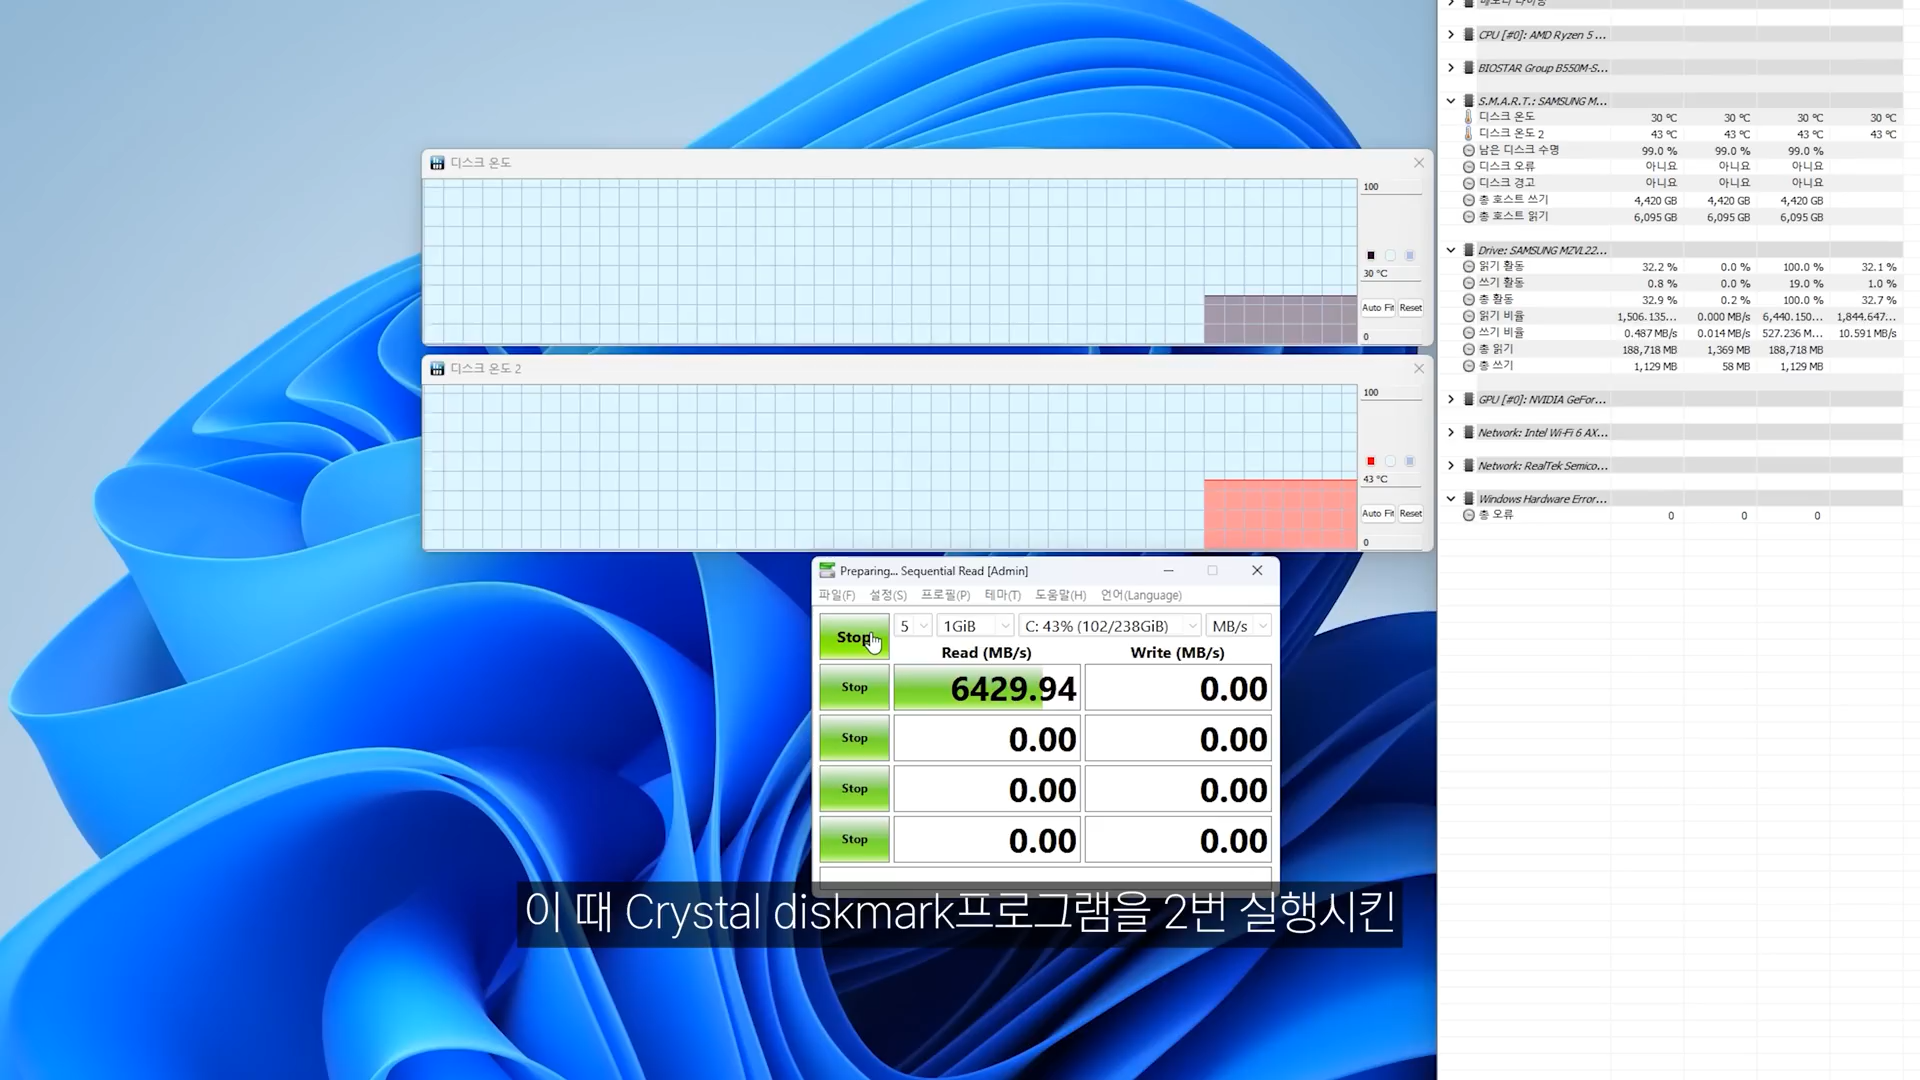 디스크 온도
100
30 ℃
Auto Fit Reset
0
디스크 온도 2
100
43 ℃
Auto Fit Reset
0
Preparing... Sequential Read [Admin]
파일(F) 설정(S) 프로필(P) 테마(T) 도움말(H) 언어(Language)
Stop 5 1GiB C: 43% (102/238GiB) MB/s
Read (MB/s) Write (MB/s)
Stop 6429.94 0.00
Stop 0.00 0.00
Stop 0.00 0.00
Stop 0.00 0.00
이 때 Crystal diskmark프로그램을 2번 실행시킨
메모리 타이밍
CPU [#0]: AMD Ryzen 5 ...
BIOSTAR Group B550M-S...
S.M.A.R.T.: SAMSUNG M...
디스크 온도 30 ℃ 30 ℃ 30 ℃ 30 ℃
디스크 온도 2 43 ℃ 43 ℃ 43 ℃ 43 ℃
남은 디스크 수명 99.0 % 99.0 % 99.0 %
디스크 오류 아니요 아니요 아니요
디스크 경고 아니요 아니요 아니요
총 호스트 쓰기 4,420 GB 4,420 GB 4,420 GB
총 호스트 읽기 6,095 GB 6,095 GB 6,095 GB
Drive: SAMSUNG MZVL22...
읽기 활동 32.2 % 0.0 % 100.0 % 32.1 %
쓰기 활동 0.8 % 0.0 % 19.0 % 1.0 %
총 활동 32.9 % 0.2 % 100.0 % 32.7 %
읽기 비율 1,506.135... 0.000 MB/s 6,440.150... 1,844.647...
쓰기 비율 0.487 MB/s 0.014 MB/s 527.236 M... 10.591 MB/s
총 읽기 188,718 MB 1,369 MB 188,718 MB
총 쓰기 1,129 MB 58 MB 1,129 MB
GPU [#0]: NVIDIA GeFor...
Network: Intel Wi-Fi 6 AX...
Network: RealTek Semico...
Windows Hardware Error...
총 오류 0 0 0